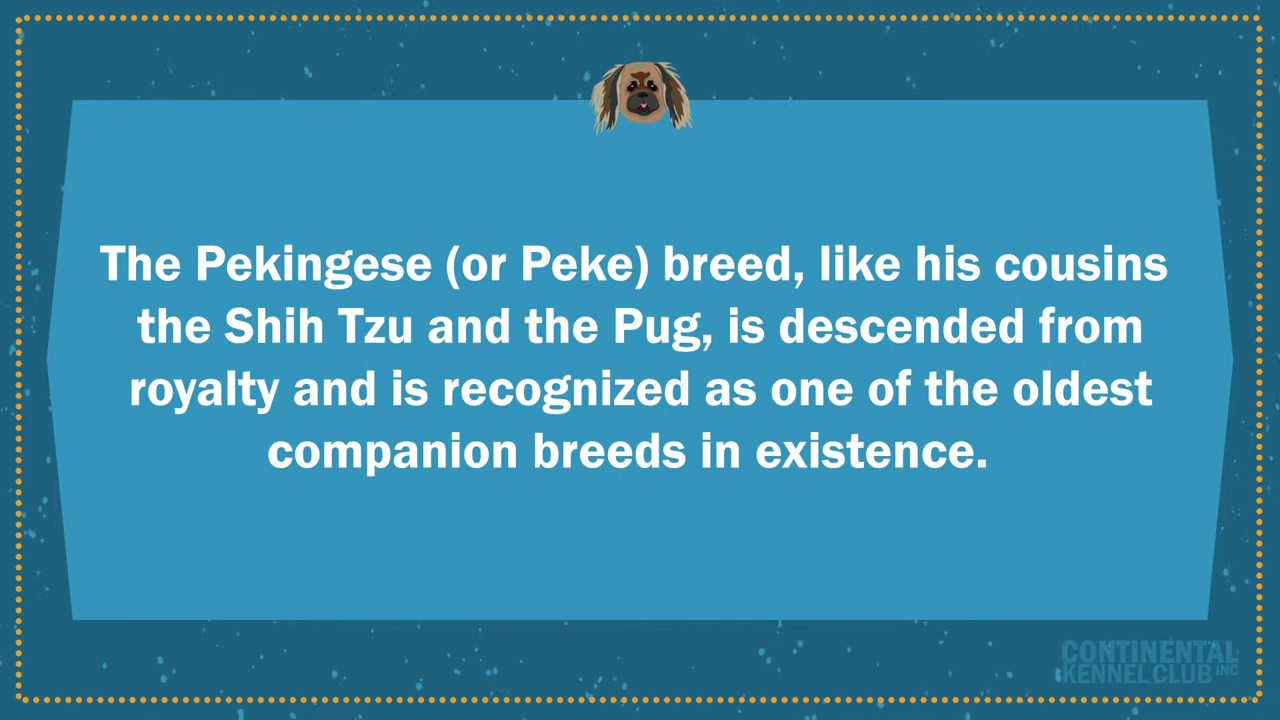 The Pekingese (or Peke) breed, like his cousins
the Shih Tzu and the Pug, is descended from
royalty and is recognized as one of the oldest
companion breeds in existence.
CONTINENTAL
KENNEL CLUB INC